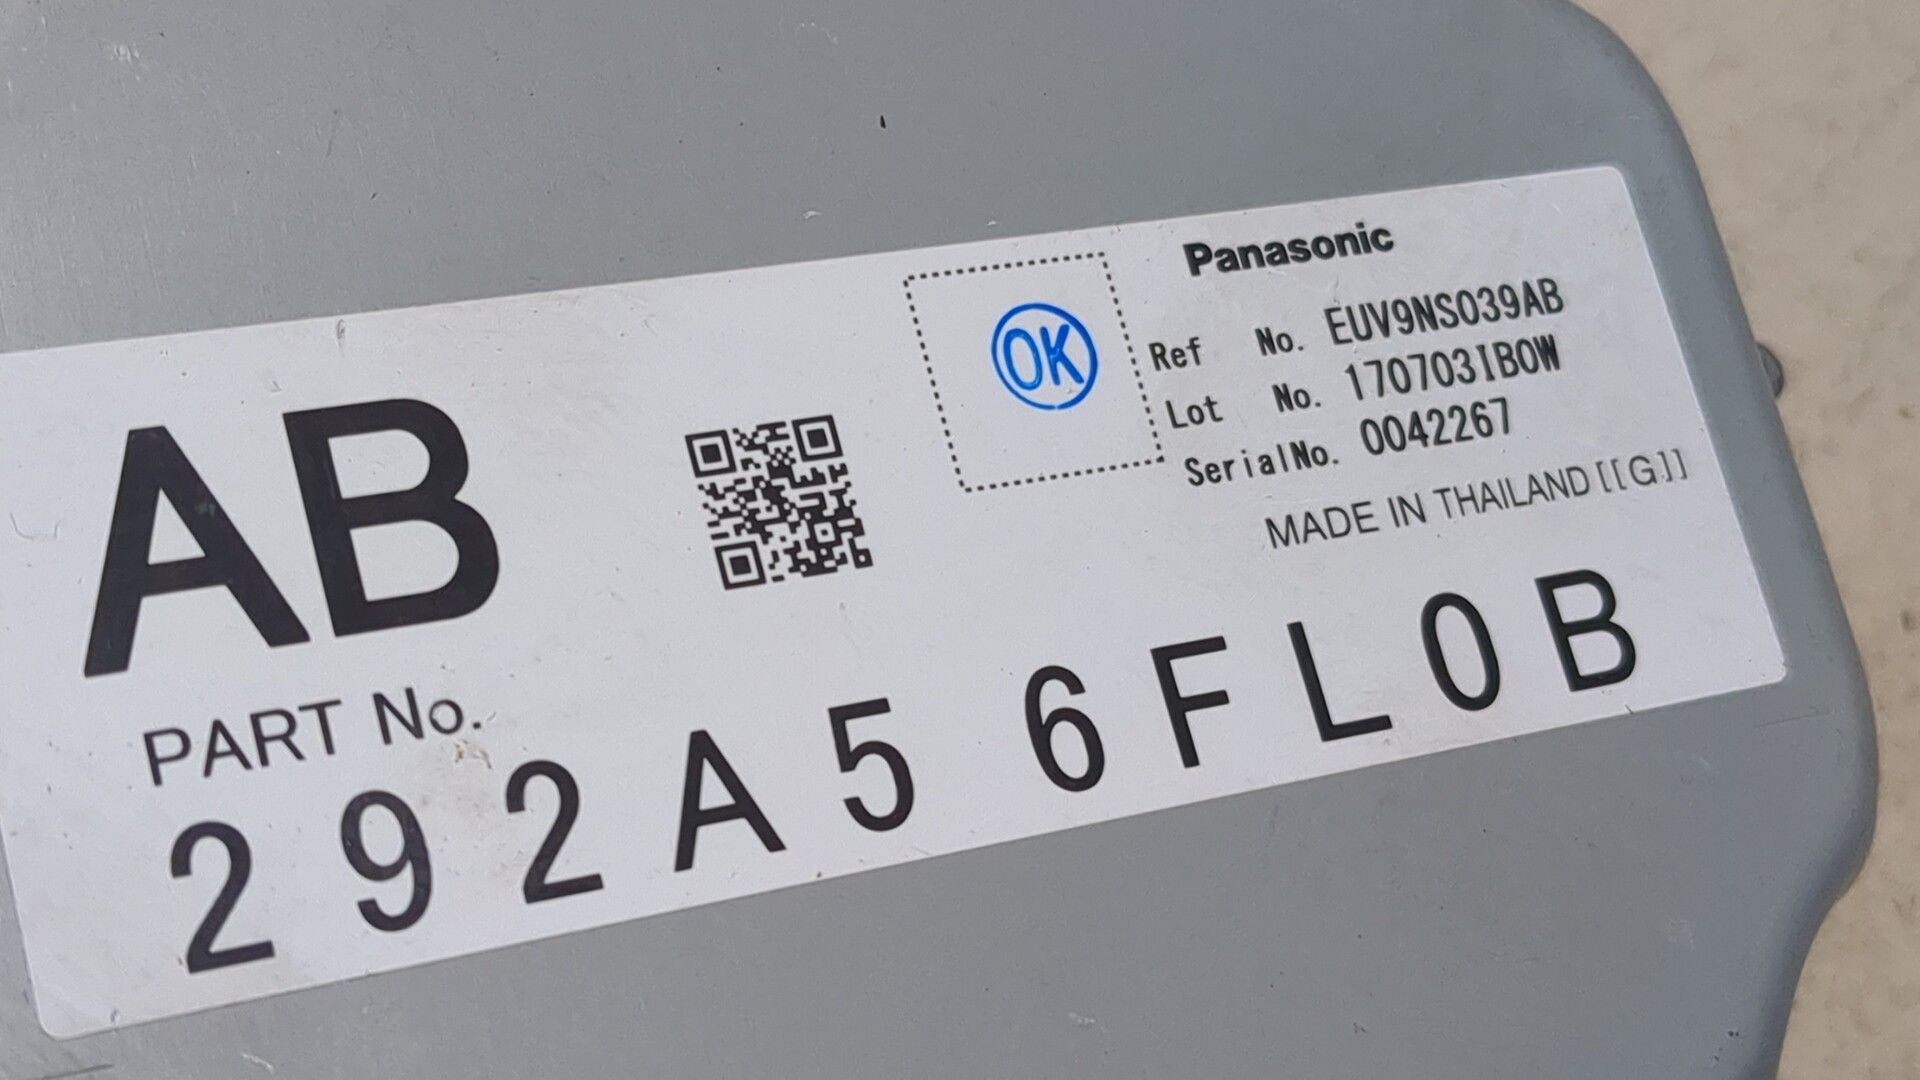 AB
OK
Panasonic
Ref No. EUV9NS039AB
Lot No. 170703IB0W
SerialNo. 0042267
MADE IN THAILAND [[G]]
PART No.
292A5 6FL0B